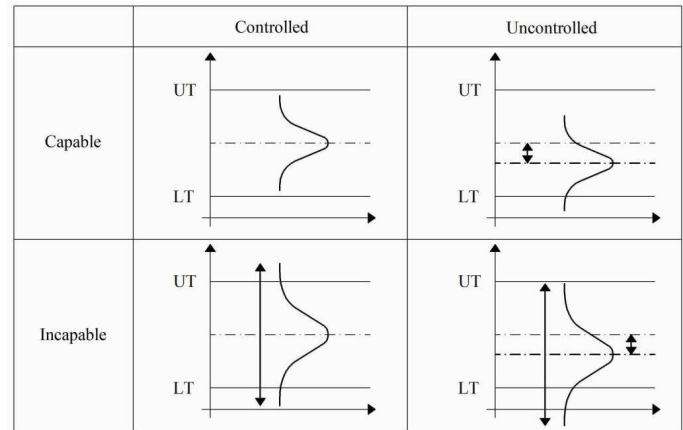 Controlled
Uncontrolled
Capable
UT
LT
UT
LT
Incapable
UT
LT
UT
LT